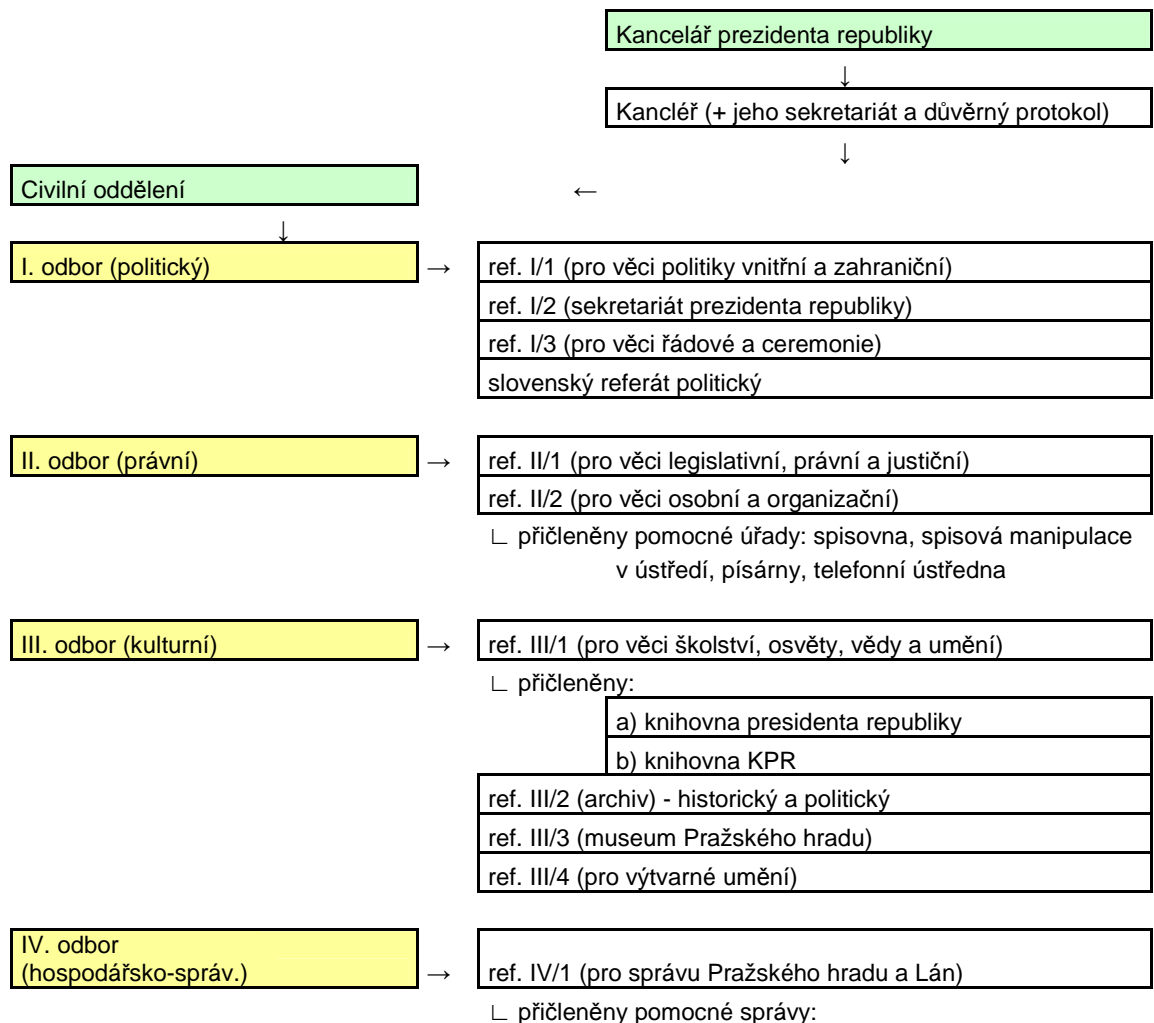 Kancelář prezidenta republiky
↓
Kancléř (+ jeho sekretariát a důvěrný protokol)
↓
Civilní oddělení ←
↓
I. odbor (politický) → ref. I/1 (pro věci politiky vnitřní a zahraniční)
ref. I/2 (sekretariát prezidenta republiky)
ref. I/3 (pro věci řádové a ceremonie)
slovenský referát politický
II. odbor (právní) → ref. II/1 (pro věci legislativní, právní a justiční)
ref. II/2 (pro věci osobní a organizační)
∟ přičleněny pomocné úřady: spisovna, spisová manipulace
v ústředí, písárny, telefonní ústředna
III. odbor (kulturní) → ref. III/1 (pro věci školství, osvěty, vědy a umění)
∟ přičleněny:
a) knihovna presidenta republiky
b) knihovna KPR
ref. III/2 (archiv) - historický a politický
ref. III/3 (museum Pražského hradu)
ref. III/4 (pro výtvarné umění)
IV. odbor
(hospodářsko-správ.) → ref. IV/1 (pro správu Pražského hradu a Lán)
∟ přičleněny pomocné správy: